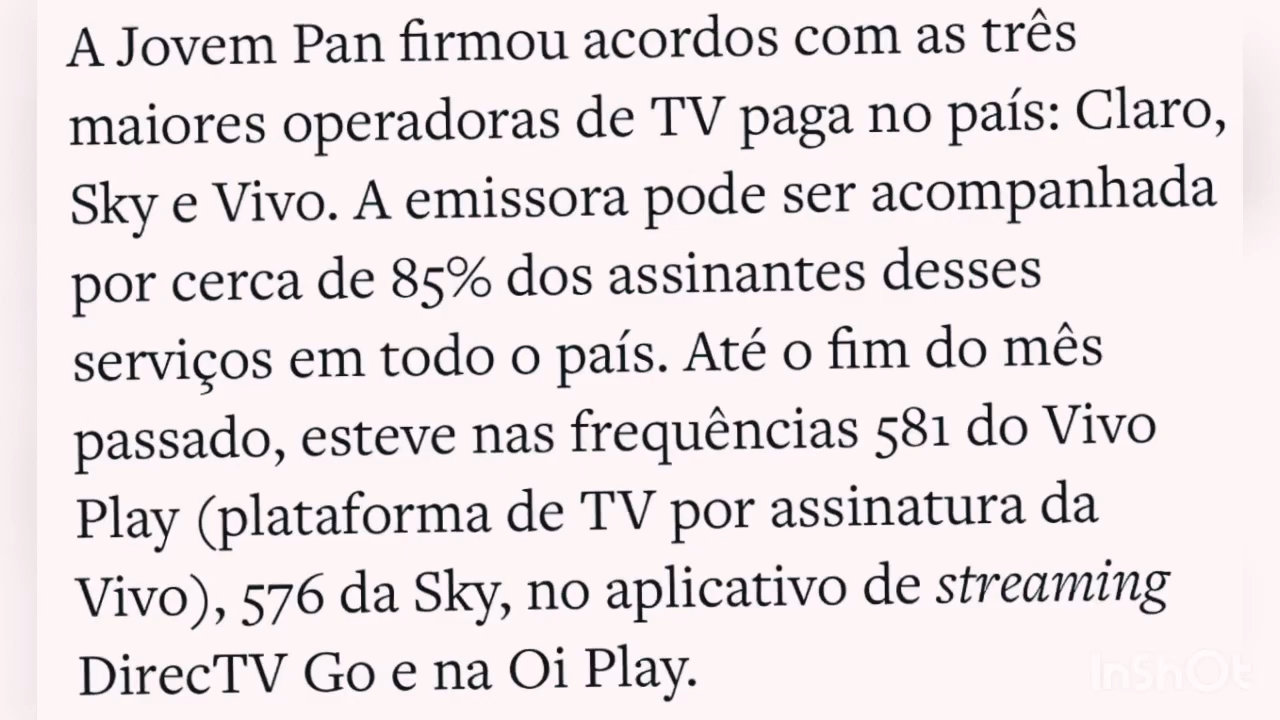 A Jovem Pan firmou acordos com as três
maiores operadoras de TV paga no país: Claro,
Sky e Vivo. A emissora pode ser acompanhada
por cerca de 85% dos assinantes desses
serviços em todo o país. Até o fim do mês
passado, esteve nas frequências 581 do Vivo
Play (plataforma de TV por assinatura da
Vivo), 576 da Sky, no aplicativo de streaming
DirecTV Go e na Oi Play.
InShOt